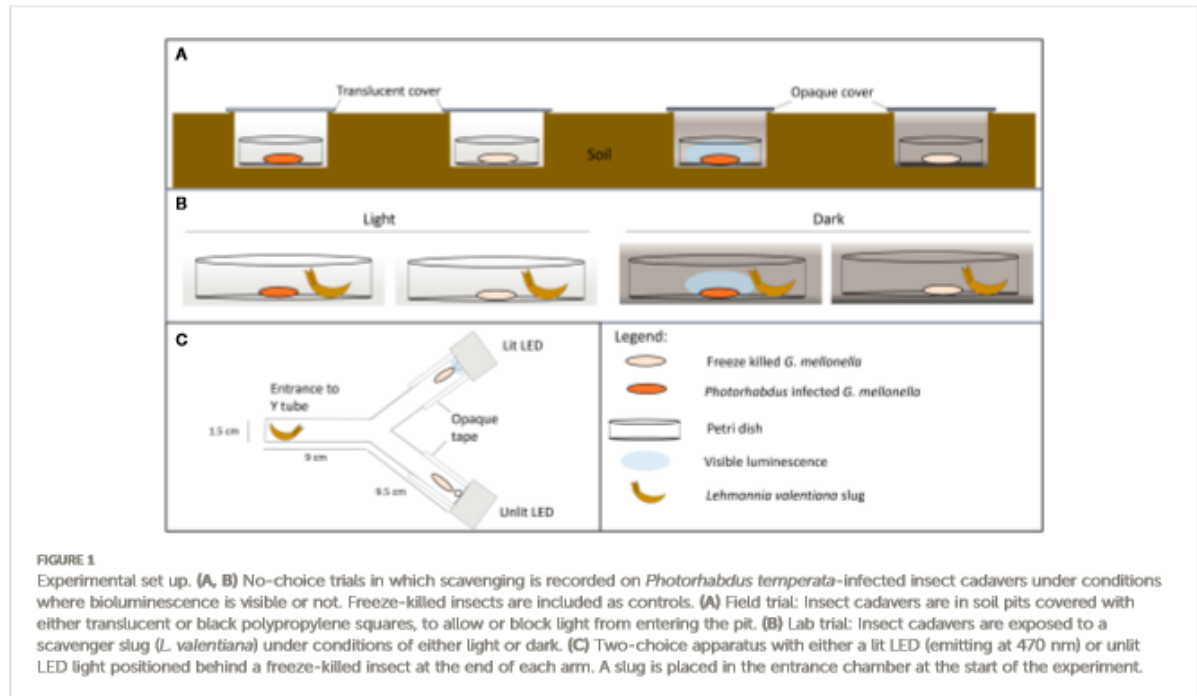 A
Translucent cover
Opaque cover
Soil
B
Light
Dark
C
Lit LED
Entrance to
Y tube
Opaque
tape
1.5 cm
9 cm
9.5 cm
Unlit LED
Legend:
Freeze killed G. mellonella
Photorhabdus infected G. mellonella
Petri dish
Visible luminescence
Lehmannia valentiana slug
FIGURE 1
Experimental set up. (A, B) No-choice trials in which scavenging is recorded on Photorhabdus temperata-infected insect cadavers under conditions
where bioluminescence is visible or not. Freeze-killed insects are included as controls. (A) Field trial: Insect cadavers are in soil pits covered with
either translucent or black polypropylene squares, to allow or block light from entering the pit. (B) Lab trial: Insect cadavers are exposed to a
scavenger slug (L. valentiana) under conditions of either light or dark. (C) Two-choice apparatus with either a lit LED (emitting at 470 nm) or unlit
LED light positioned behind a freeze-killed insect at the end of each arm. A slug is placed in the entrance chamber at the start of the experiment.